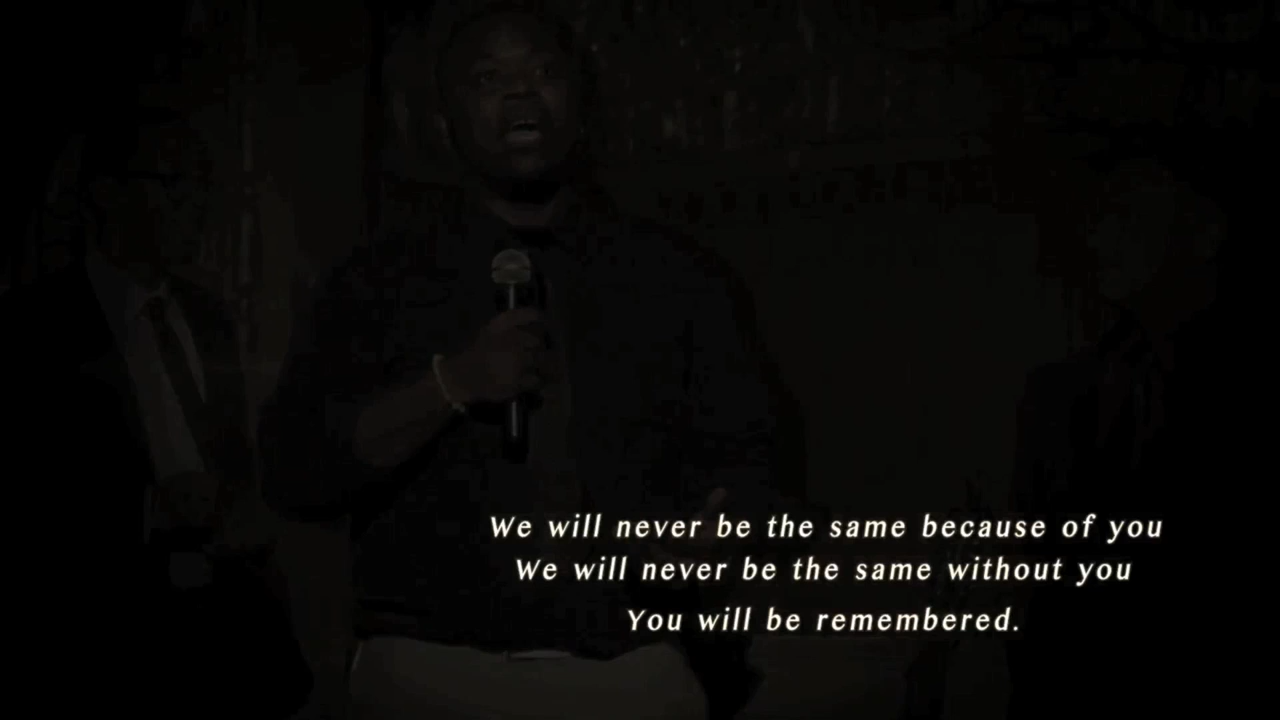 We will never be the same because of you
We will never be the same without you
You will be remembered.